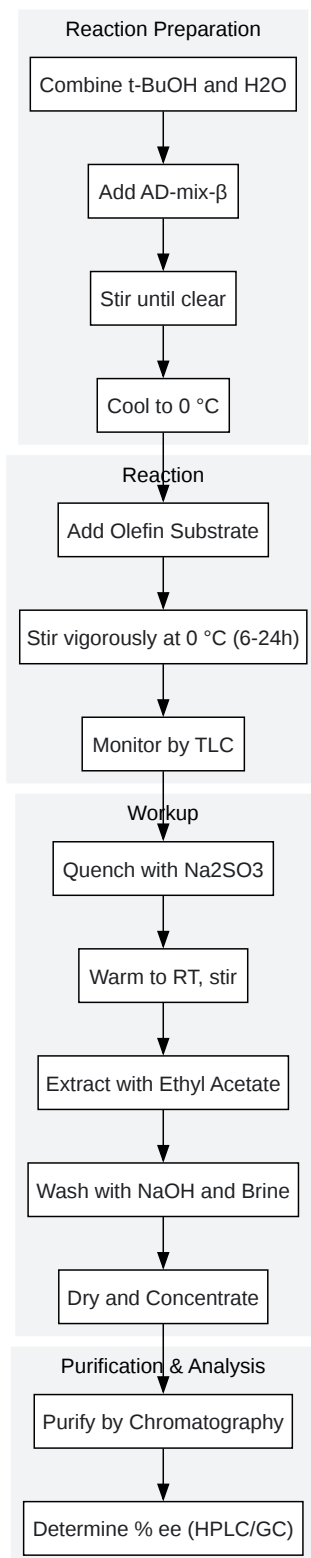 Reaction Preparation
Combine t-BuOH and H2O
Add AD-mix-β
Stir until clear
Cool to 0 °C
Reaction
Add Olefin Substrate
Stir vigorously at 0 °C (6-24h)
Monitor by TLC
Workup
Quench with Na2SO3
Warm to RT, stir
Extract with Ethyl Acetate
Wash with NaOH and Brine
Dry and Concentrate
Purification & Analysis
Purify by Chromatography
Determine % ee (HPLC/GC)